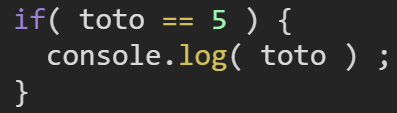 if( toto == 5 ) {
  console.log( toto ) ;
}